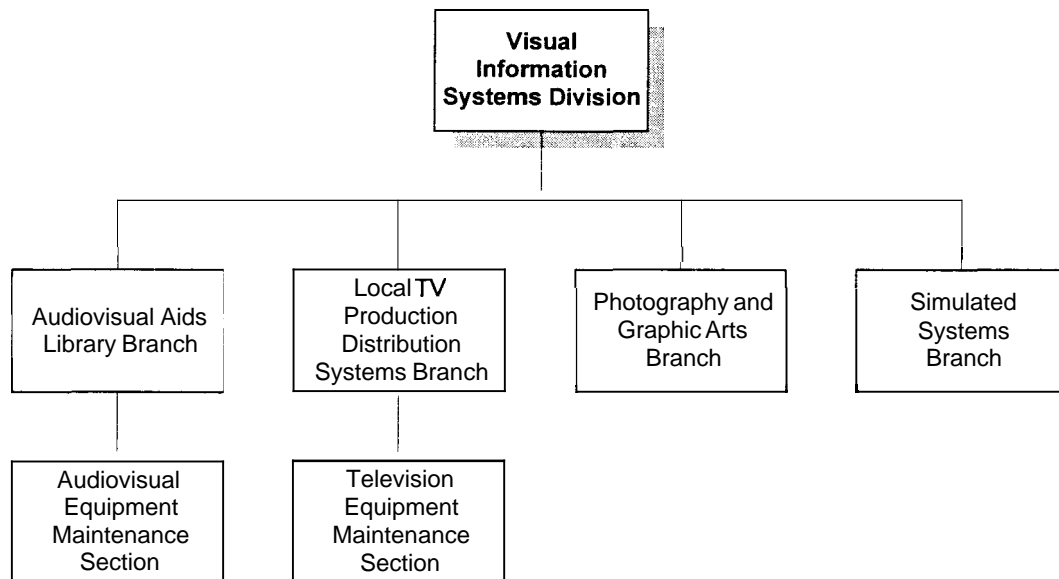 Visual
Information
Systems Division
Audiovisual Aids
Library Branch
Local TV
Production
Distribution
Systems Branch
Photography and
Graphic Arts
Branch
Simulated
Systems
Branch
Audiovisual
Equipment
Maintenance
Section
Television
Equipment
Maintenance
Section